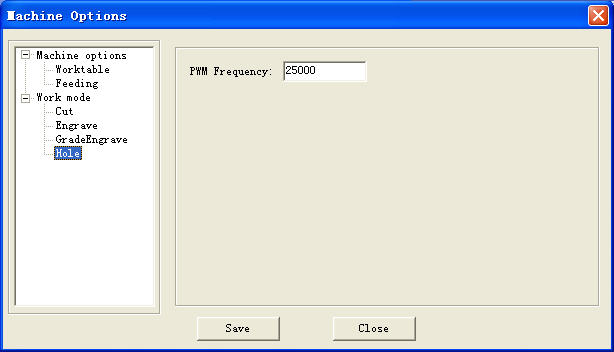 Machine Options
Machine options
Worktable
Feeding
Work mode
Cut
Engrave
GradeEngrave
Hole
PWM Frequency: 25000
Save Close